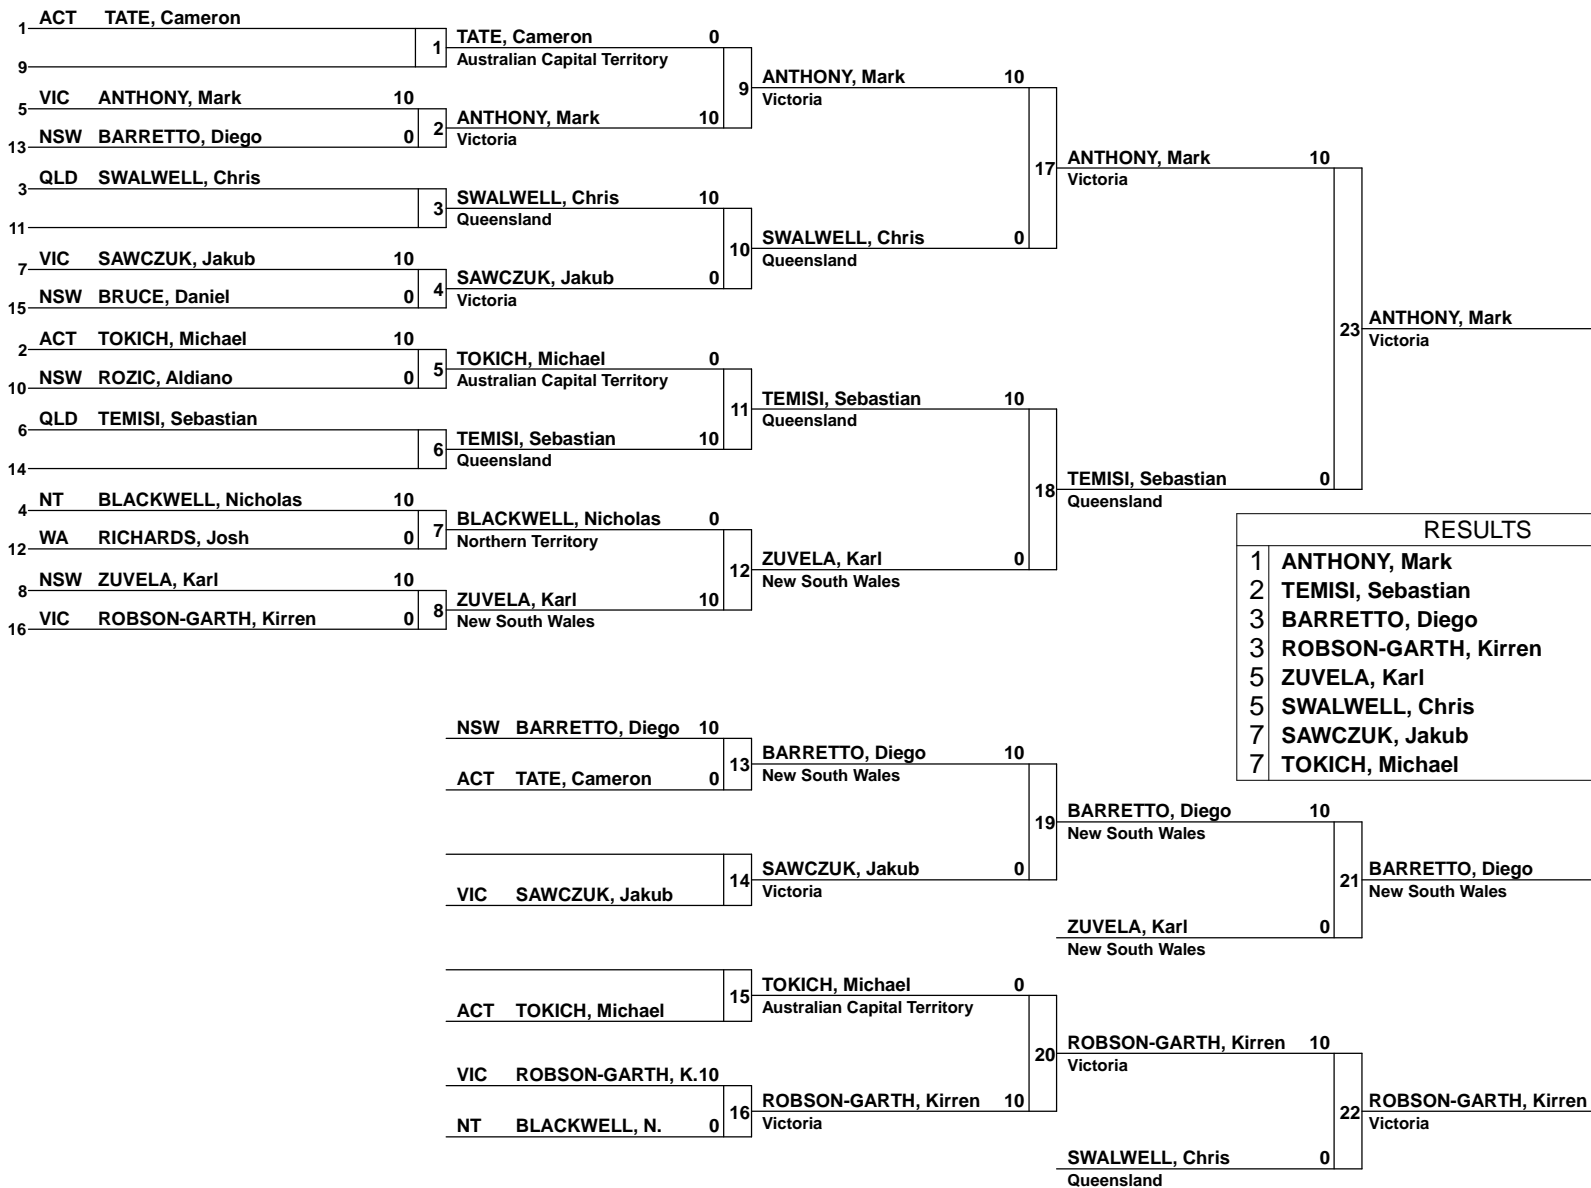 1 ACT TATE, Cameron
9
1 TATE, Cameron 0
Australian Capital Territory
5 VIC ANTHONY, Mark 10
13 NSW BARRETTO, Diego 0
2 ANTHONY, Mark 10
Victoria
9 ANTHONY, Mark 10
Victoria
3 QLD SWALWELL, Chris
11
3 SWALWELL, Chris 10
Queensland
7 VIC SAWCZUK, Jakub 10
15 NSW BRUCE, Daniel 0
4 SAWCZUK, Jakub 0
Victoria
10 SWALWELL, Chris 0
Queensland
17 ANTHONY, Mark 10
Victoria
2 ACT TOKICH, Michael 10
10 NSW ROZIC, Aldiano 0
5 TOKICH, Michael 0
Australian Capital Territory
6 QLD TEMISI, Sebastian
14
6 TEMISI, Sebastian 10
Queensland
11 TEMISI, Sebastian 10
Queensland
4 NT BLACKWELL, Nicholas 10
12 WA RICHARDS, Josh 0
7 BLACKWELL, Nicholas 0
Northern Territory
8 NSW ZUVELA, Karl 10
16 VIC ROBSON-GARTH, Kirren 0
8 ZUVELA, Karl 10
New South Wales
12 ZUVELA, Karl 0
New South Wales
18 TEMISI, Sebastian 0
Queensland
23 ANTHONY, Mark
Victoria
RESULTS
1 ANTHONY, Mark
2 TEMISI, Sebastian
3 BARRETTO, Diego
3 ROBSON-GARTH, Kirren
5 ZUVELA, Karl
5 SWALWELL, Chris
7 SAWCZUK, Jakub
7 TOKICH, Michael
NSW BARRETTO, Diego 10
ACT TATE, Cameron 0
13 BARRETTO, Diego 10
New South Wales
VIC SAWCZUK, Jakub
14 SAWCZUK, Jakub 0
Victoria
19 BARRETTO, Diego 10
New South Wales
ZUVELA, Karl 0
New South Wales
21 BARRETTO, Diego
New South Wales
ACT TOKICH, Michael
15 TOKICH, Michael 0
Australian Capital Territory
VIC ROBSON-GARTH, K. 10
NT BLACKWELL, N. 0
16 ROBSON-GARTH, Kirren 10
Victoria
20 ROBSON-GARTH, Kirren 10
Victoria
SWALWELL, Chris 0
Queensland
22 ROBSON-GARTH, Kirren
Victoria